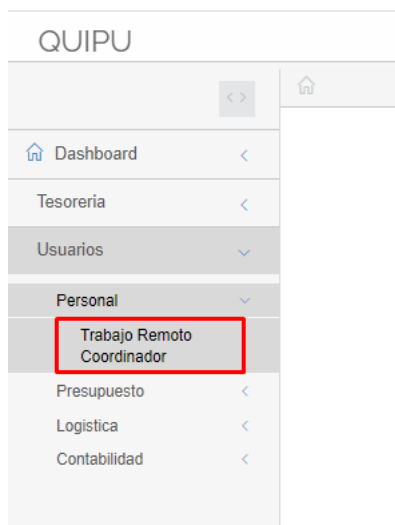 QUIPU
Dashboard
Tesoreria
Usuarios
Personal
Trabajo Remoto
Coordinador
Presupuesto
Logistica
Contabilidad